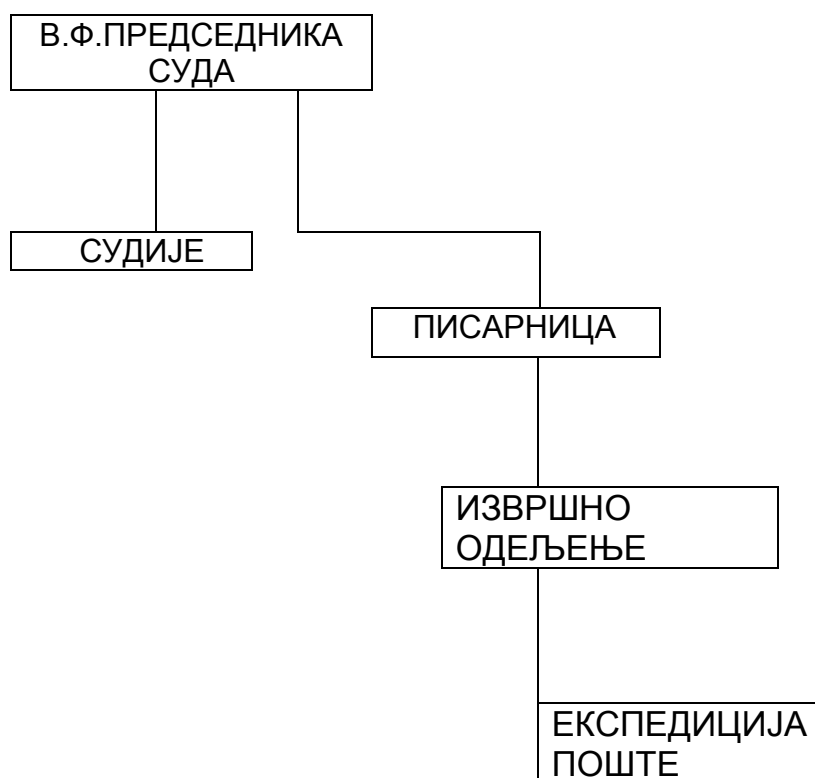 В.Ф.ПРЕДСЕДНИКА
СУДА
СУДИЈЕ
ПИСАРНИЦА
ИЗВРШНО
ОДЕЉЕЊЕ
ЕКСПЕДИЦИЈА
ПОШТЕ